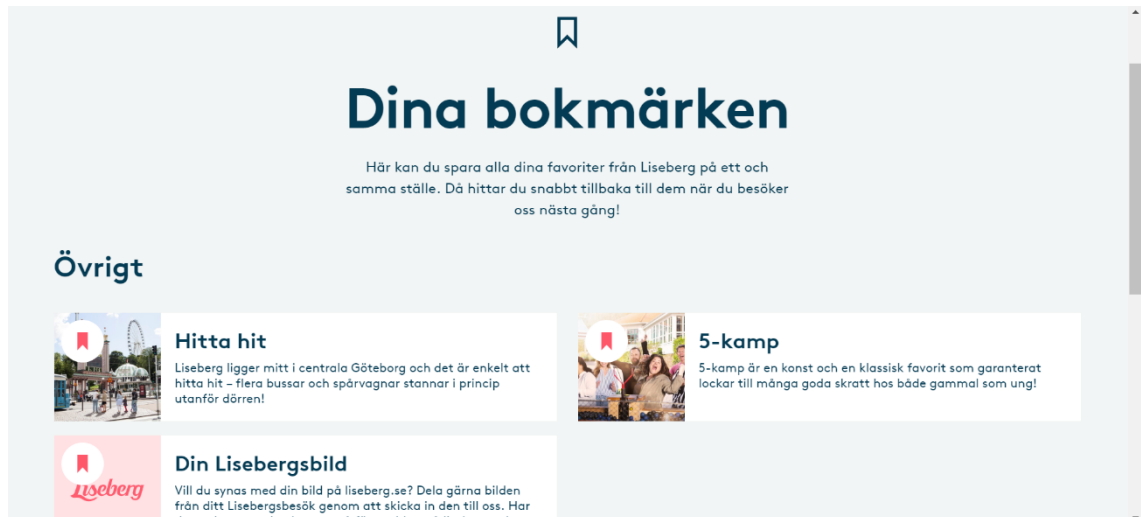 Dina bokmärken
Här kan du spara alla dina favoriter från Liseberg på ett och
samma ställe. Då hittar du snabbt tillbaka till dem när du besöker
oss nästa gång!
Övrigt
Hitta hit
Liseberg ligger mitt i centrala Göteborg och det är enkelt att
hitta hit – flera bussar och spårvagnar stannar i princip
utanför dörren!
5-kamp
5-kamp är en konst och en klassisk favorit som garanterat
lockar till många goda skratt hos både gammal som ung!
Liseberg
Din Lisebergsbild
Vill du synas med din bild på liseberg.se? Dela gärna bilden
från ditt Lisebergsbesök genom att skicka in den till oss. Har